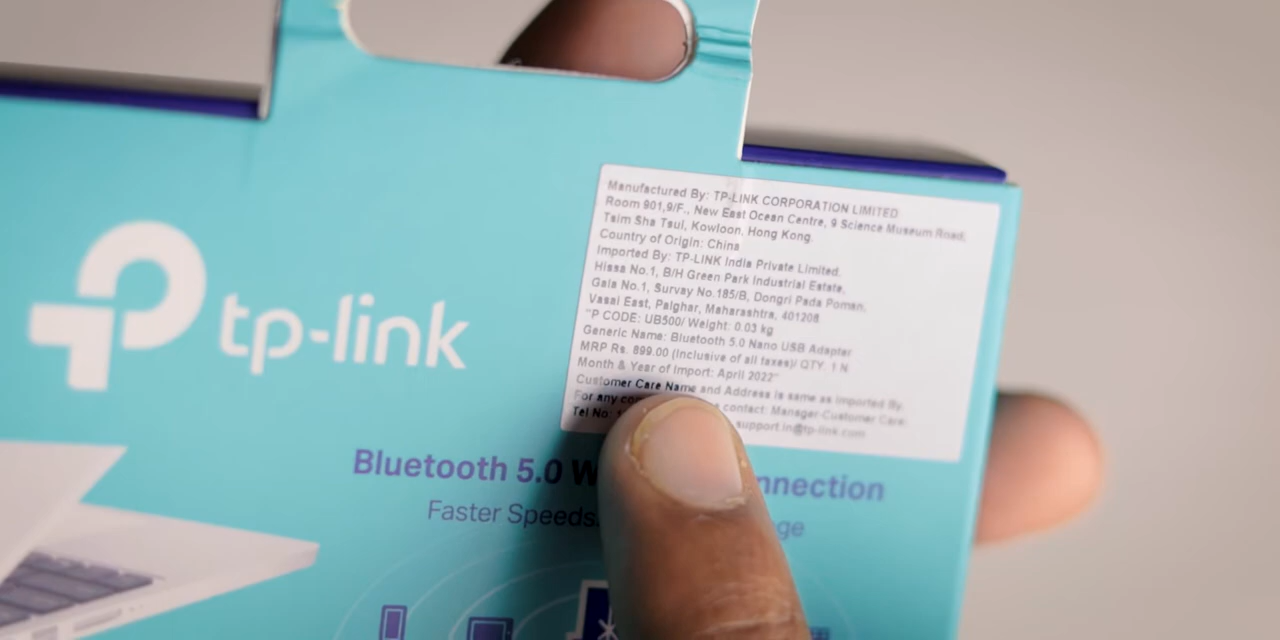 tp-link
Manufactured By: TP-LINK CORPORATION LIMITED
Room 901,9/F., New East Ocean Centre, 9 Science Museum Road,
Tsim Sha Tsui, Kowloon, Hong Kong
Country of Origin: China
Imported By: TP-LINK India Private Limited.
Hissa No.1, B/H Green Park Industrial Estate,
Gala No.1, Survay No.185/B, Dongri Pada Poman,
Vasai East, Palghar, Maharashtra, 401208
"P CODE: UB500/ Weight: 0.03 kg
Generic Name: Bluetooth 5.0 Nano USB Adapter
MRP Rs. 899.00 (Inclusive of all taxes)/ QTY: 1 N
Month & Year of Import: April 2022"
Customer Care Name and Address is same as Imported By.
For any contact: Manager-Customer Care:
Tel No: support.in@tp-link.com
Bluetooth 5.0
Faster Speeds